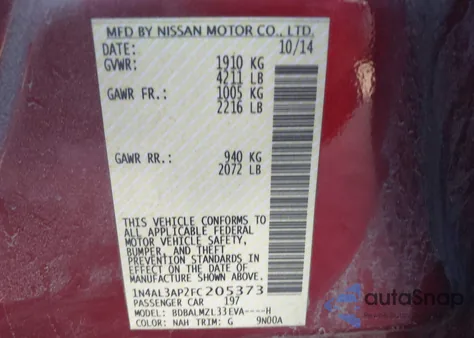 MFD BY NISSAN MOTOR CO., LTD.
DATE: 10/14
GVWR: 1910 KG
4211 LB
GAWR FR.: 1005 KG
2216 LB
GAWR RR.: 940 KG
2072 LB
THIS VEHICLE CONFORMS TO
ALL APPLICABLE FEDERAL
MOTOR VEHICLE SAFETY,
BUMPER, AND THEFT
PREVENTION STANDARDS IN
EFFECT ON THE DATE OF
MANUFACTURE SHOWN ABOVE.
1N4AL3AP2FC205373
PASSENGER CAR 197
MODEL: BDBALMZL33EVA----H
COLOR: NAH TRIM: G 9N00A
autoSnap